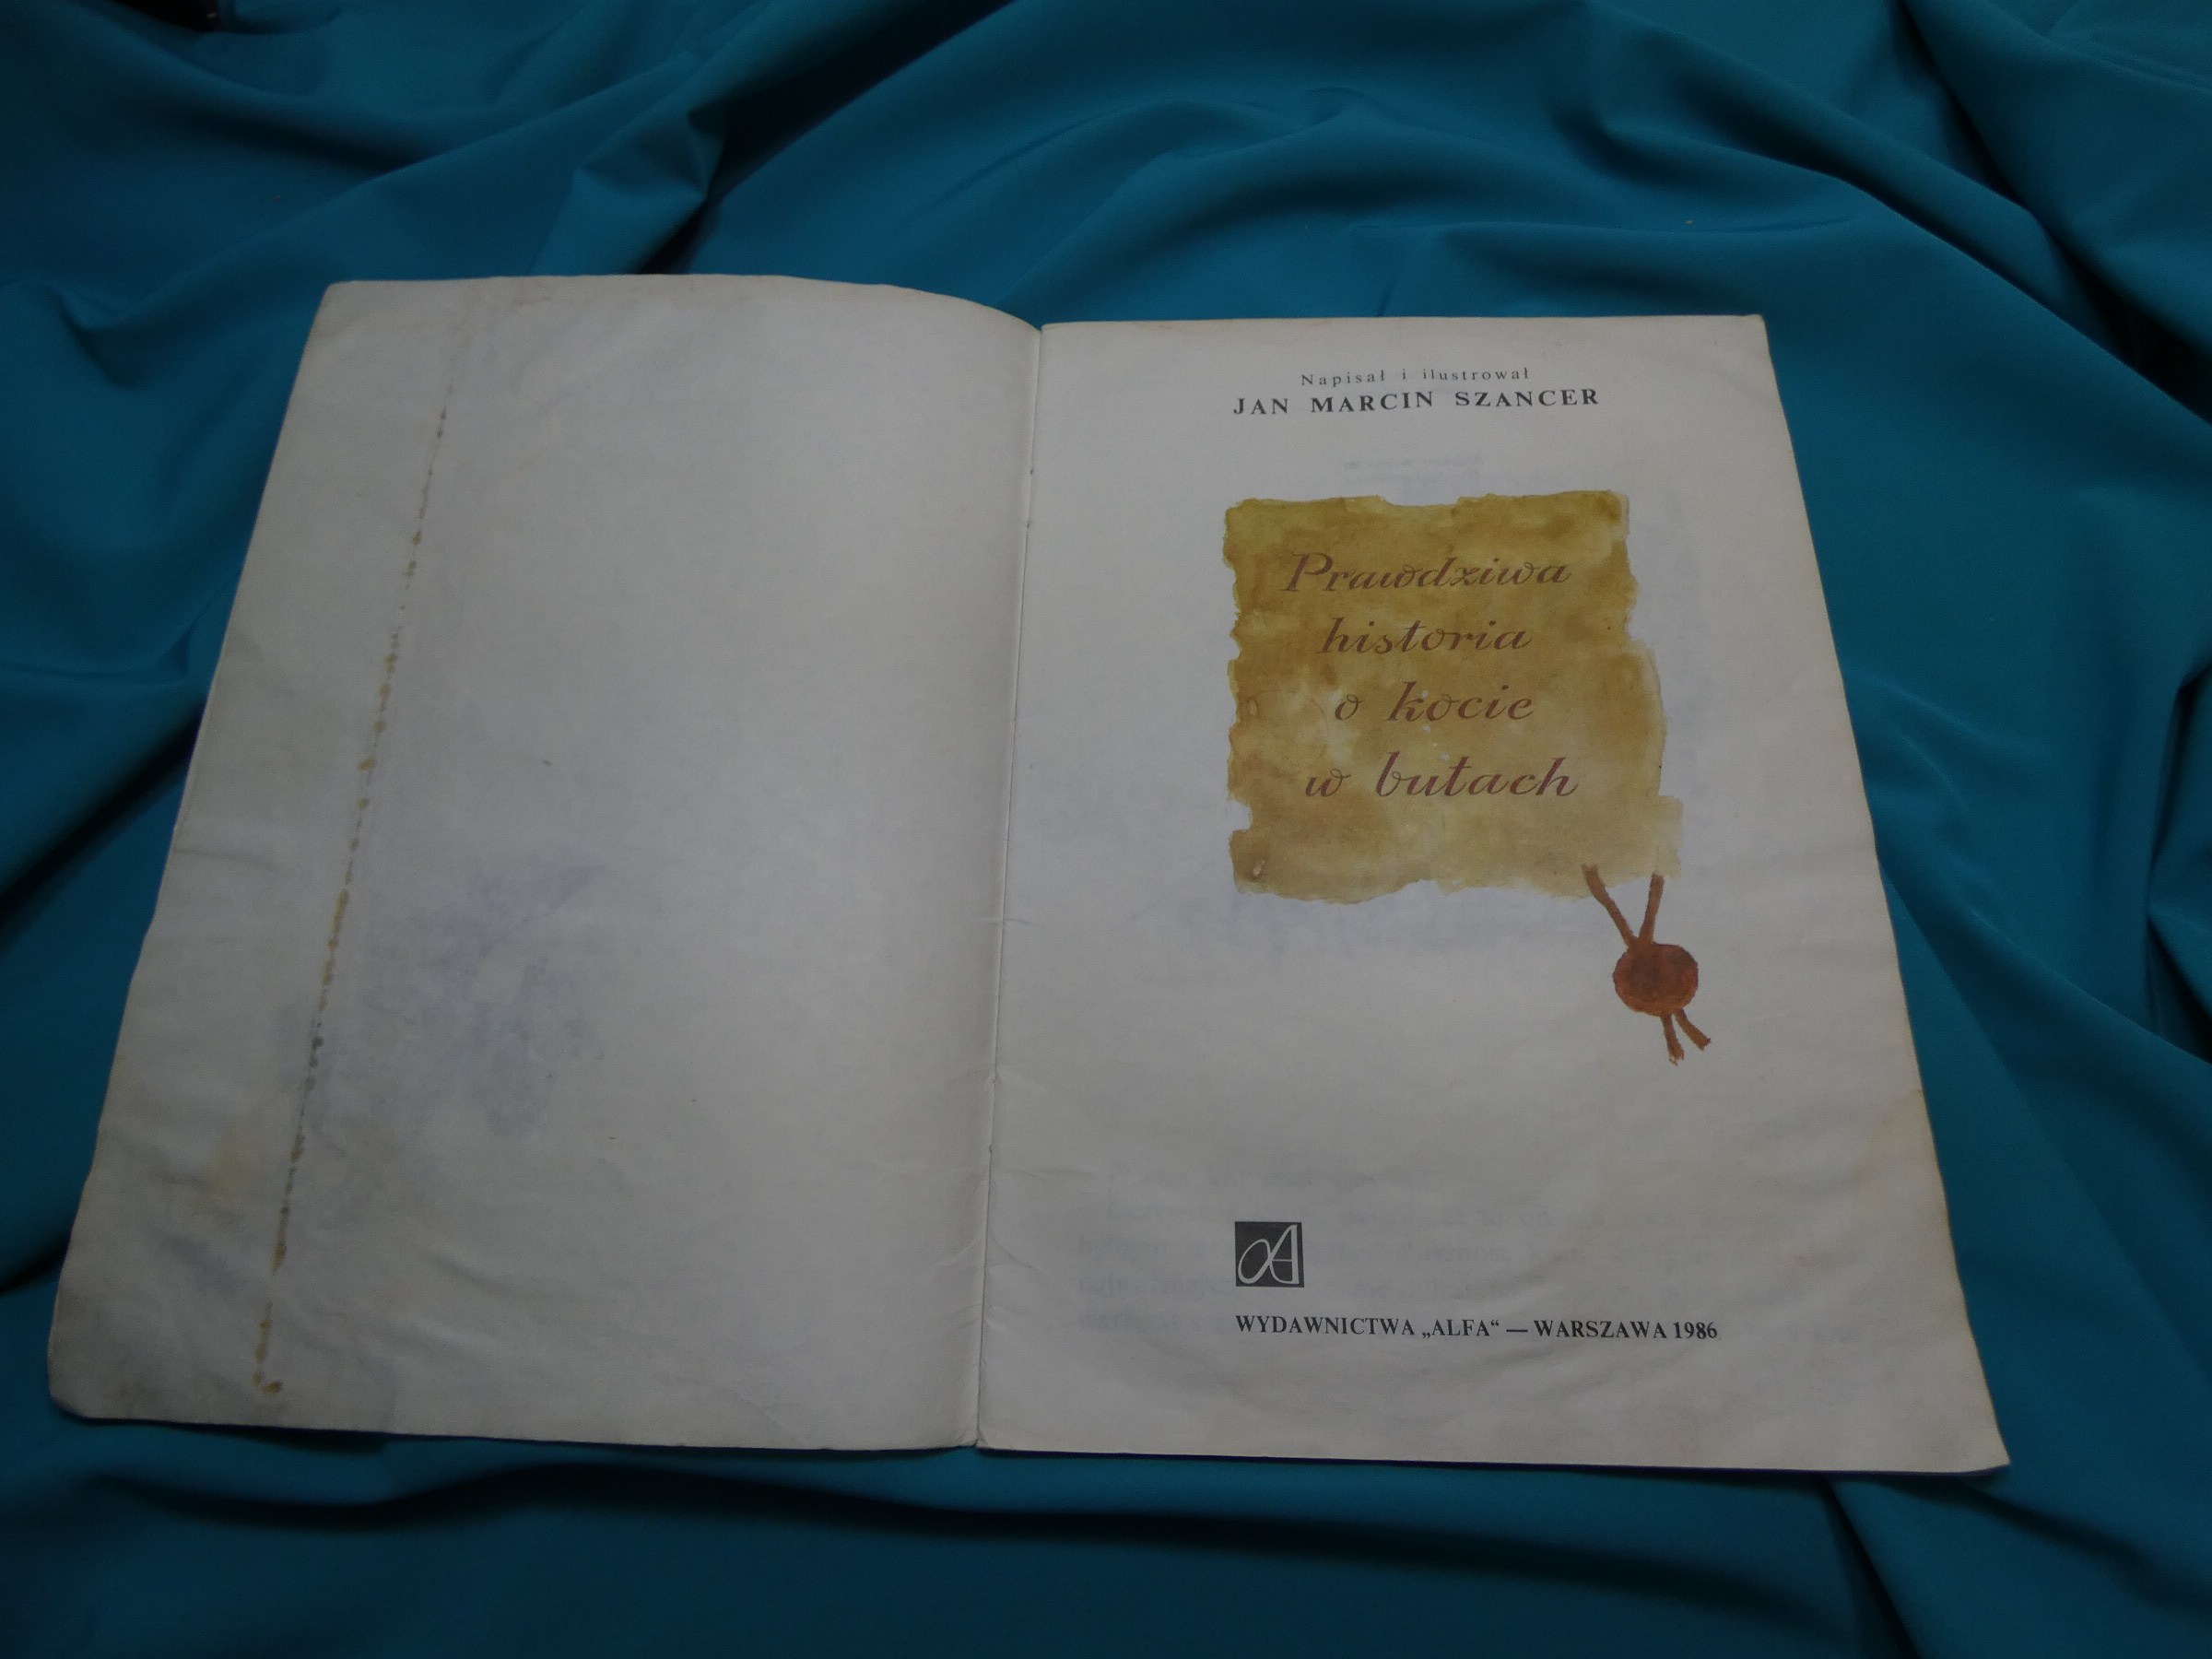 Napisał i ilustrował
JAN MARCIN SZANCER
Prawdziwa
historia
o kocie
w butach
WYDAWNICTWA „ALFA“ — WARSZAWA 1986